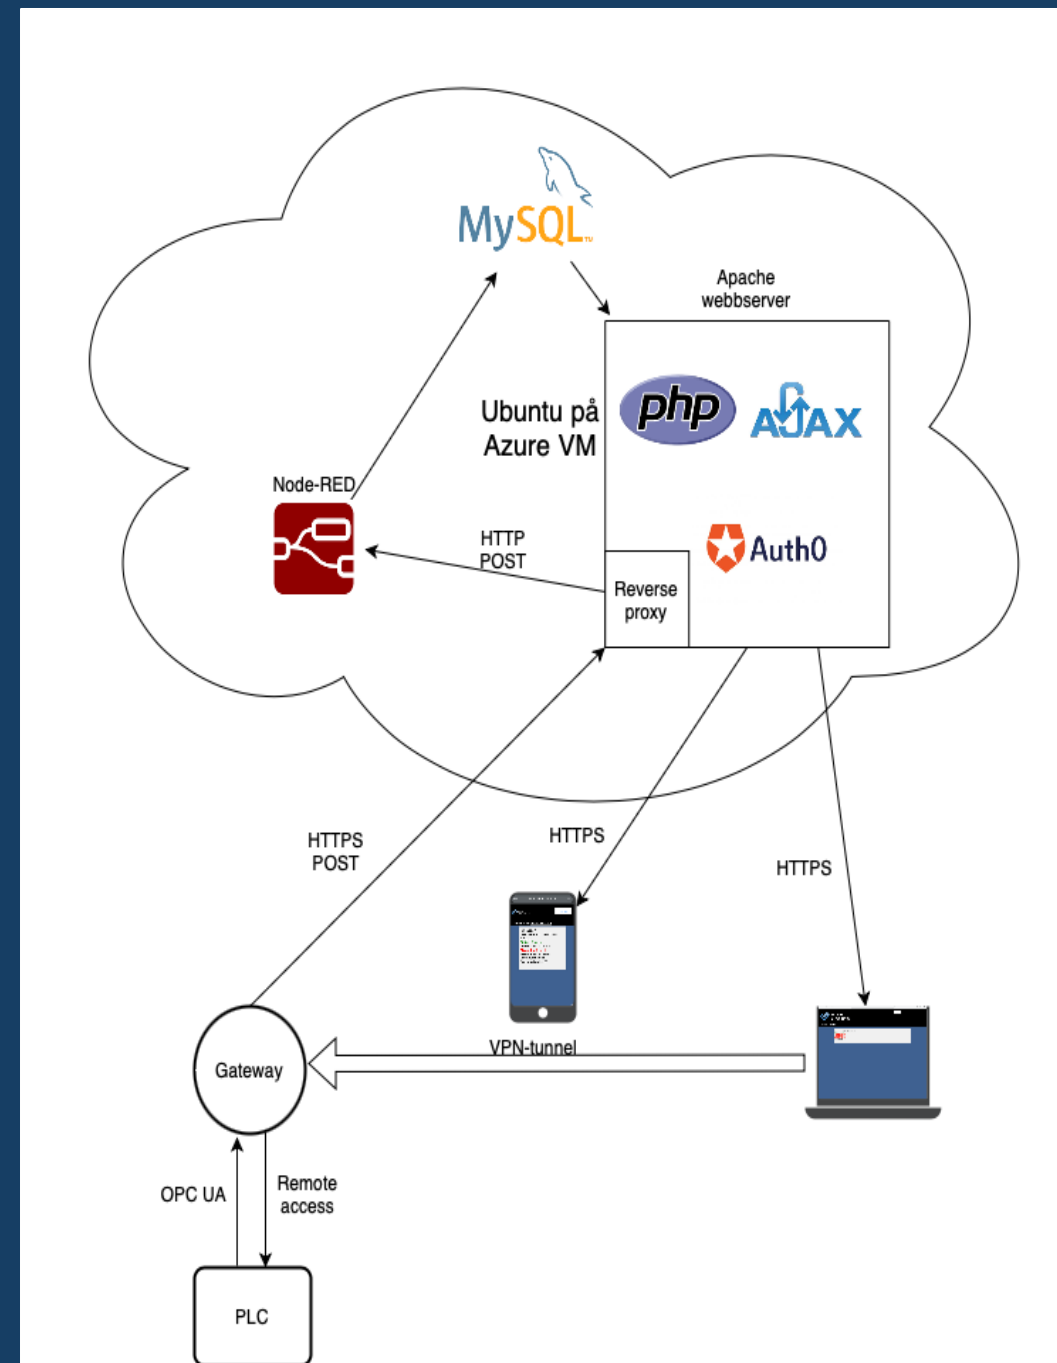 MySQL
TM
Apache
webbserver
php
AJAX
Ubuntu på
Azure VM
Node-RED
HTTP
POST
Auth0
Reverse
proxy
HTTPS
POST
HTTPS
HTTPS
VPN-tunnel
Gateway
OPC UA
Remote
access
PLC